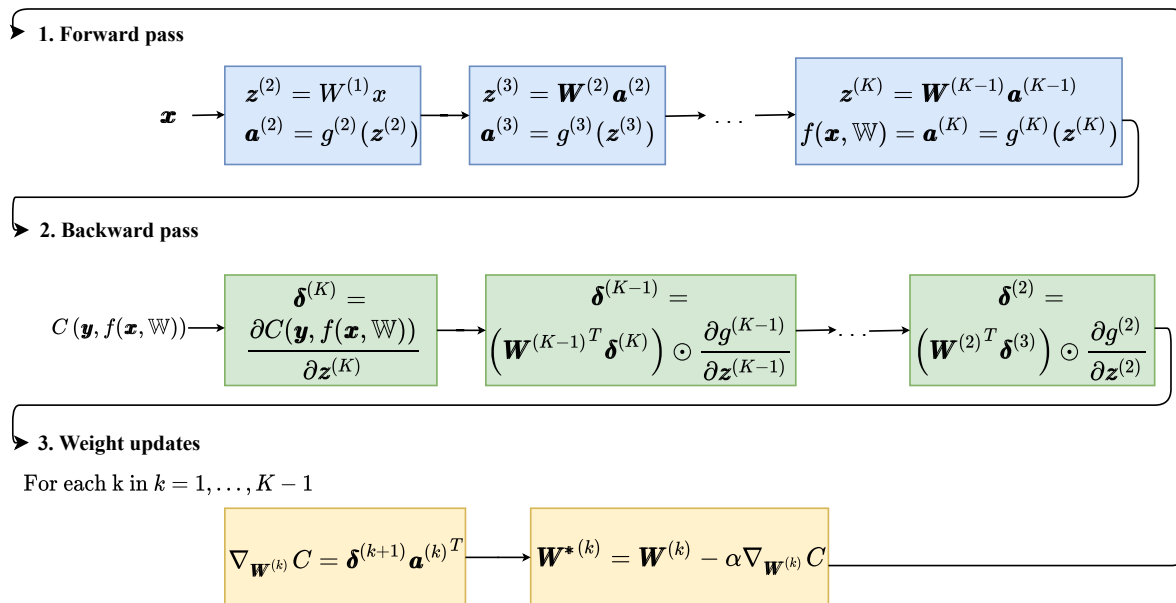 1. Forward pass
𝒙
𝒛⁽²⁾ = W⁽¹⁾x
𝒂⁽²⁾ = g⁽²⁾(𝒛⁽²⁾)
𝒛⁽³⁾ = 𝑾⁽²⁾𝒂⁽²⁾
𝒂⁽³⁾ = g⁽³⁾(𝒛⁽³⁾)
. . .
𝒛^(K) = 𝑾^(K−1) 𝒂^(K−1)
f(𝒙, 𝕎) = 𝒂^(K) = g^(K)(𝒛^(K))
2. Backward pass
C (𝒚, f(𝒙, 𝕎))
𝜹^(K) =
∂C(𝒚, f(𝒙, 𝕎))
∂𝒛^(K)
𝜹^(K−1) =
(𝑾^(K−1)^T 𝜹^(K)) ⊙ ∂g^(K−1)
∂𝒛^(K−1)
. . .
𝜹^(2) =
(𝑾^(2)^T 𝜹^(3)) ⊙ ∂g^(2)
∂𝒛^(2)
3. Weight updates
For each k in k = 1, . . . , K − 1
∇_𝑾^(k) C = 𝜹^(k+1) 𝒂^(k)^T
𝑾*^(k) = 𝑾^(k) − α∇_𝑾^(k) C